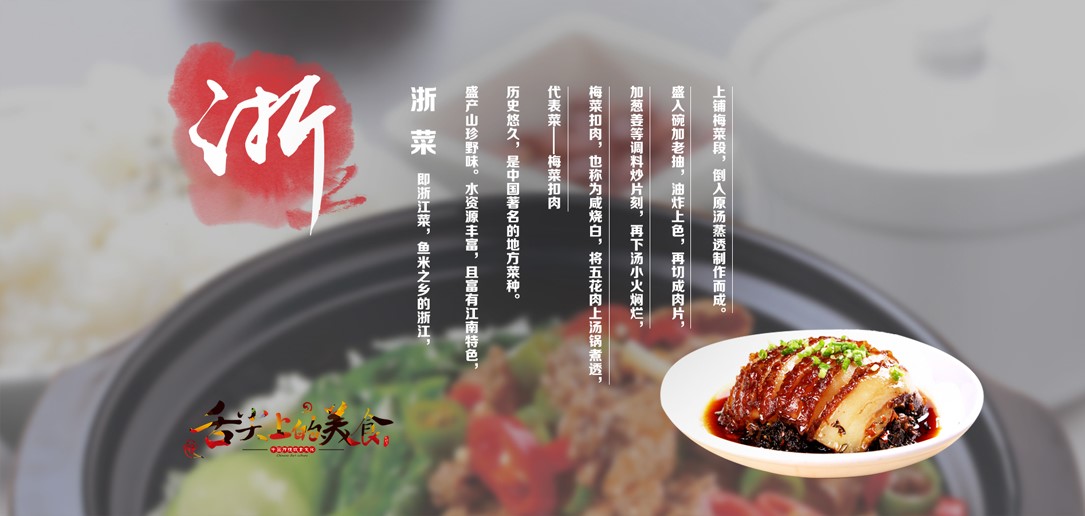 浙
浙菜 即浙江菜，鱼米之乡的浙江，
盛产山珍野味。水资源丰富，且富有江南特色，
历史悠久，是中国著名的地方菜种。
代表菜——梅菜扣肉
梅菜扣肉，也称为咸烧白，将五花肉上汤锅煮透，
加葱姜等调料炒片刻，再下汤小火焖烂，
盛入碗加老抽，油炸上色，再切成肉片，
上铺梅菜段，倒入原汤蒸透制作而成。
舌尖上的美食